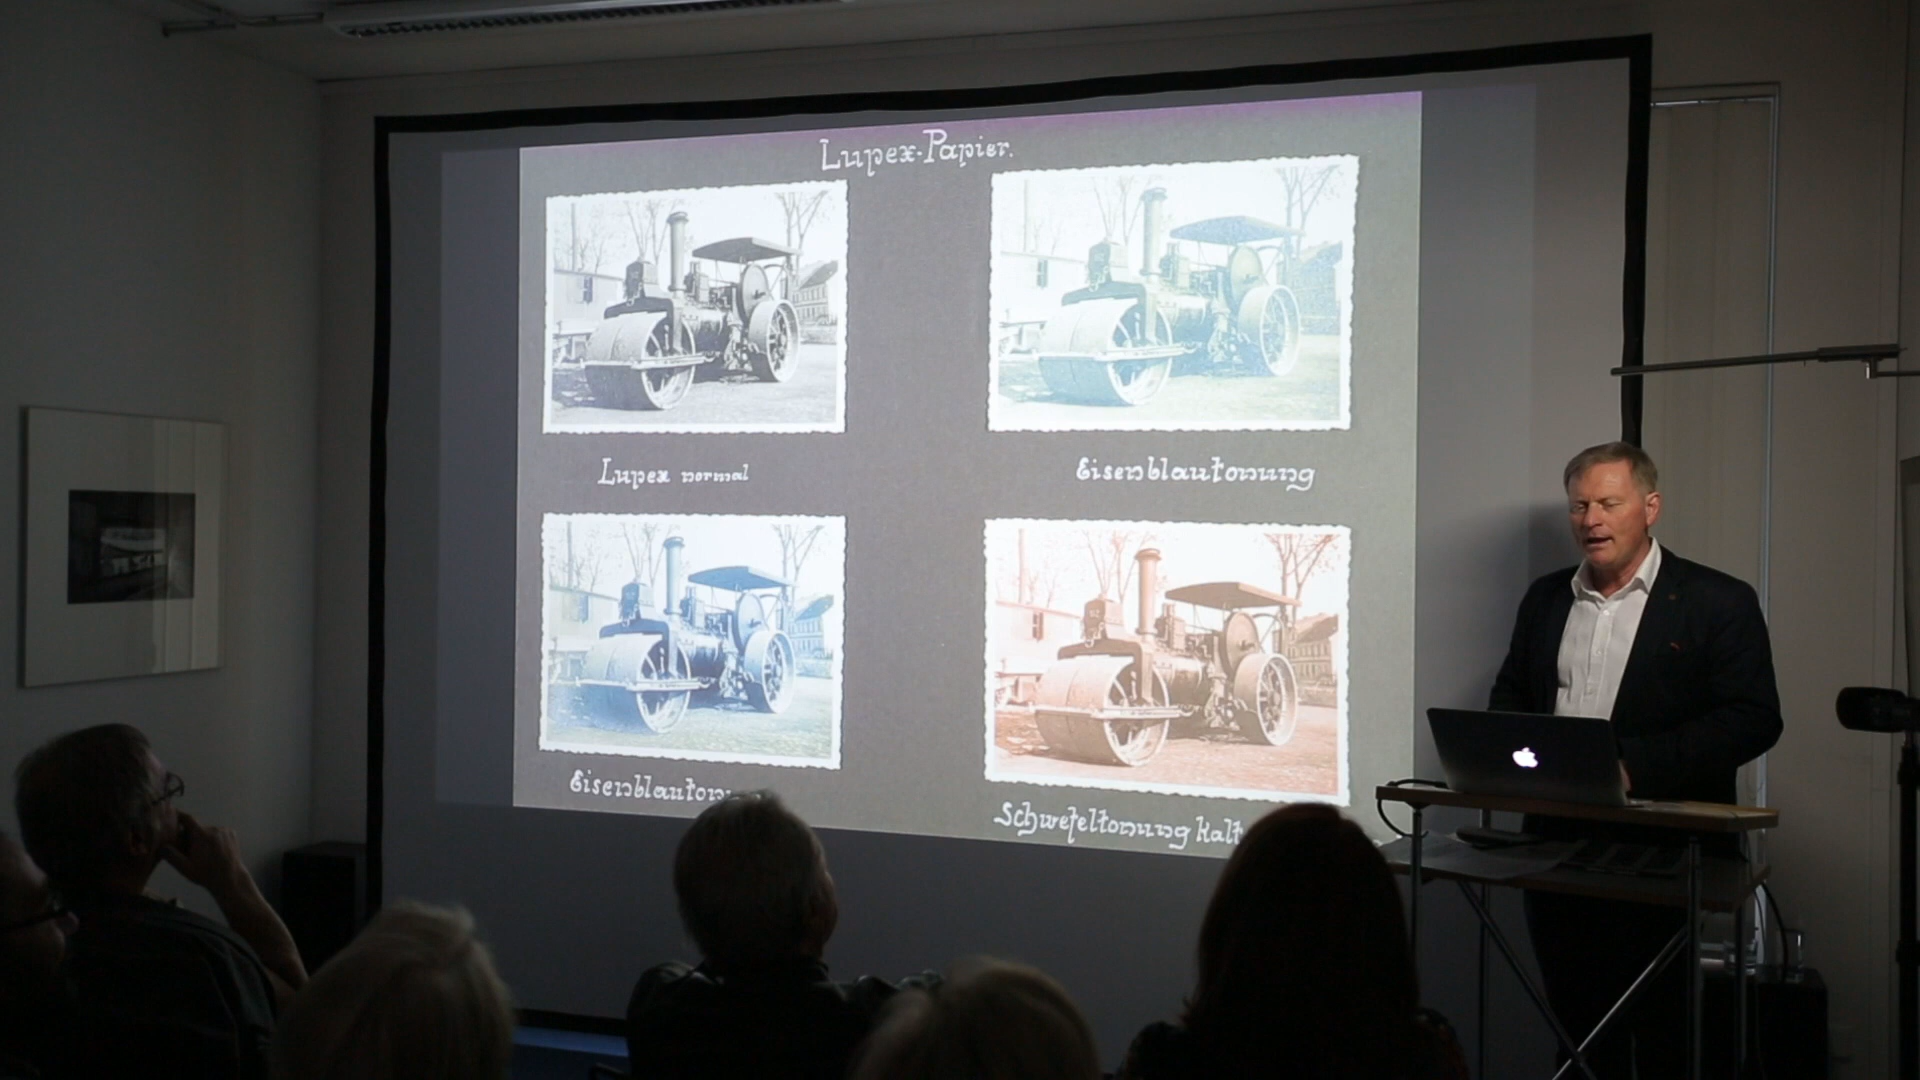 Lupex-Papier.
Lupex normal
Eisenblautonung
Schwefeltonung kalt